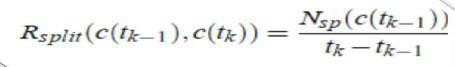 R_{split}(c(t_{k-1}), c(t_k)) = \frac{N_{sp}(c(t_{k-1}))}{t_k - t_{k-1}}